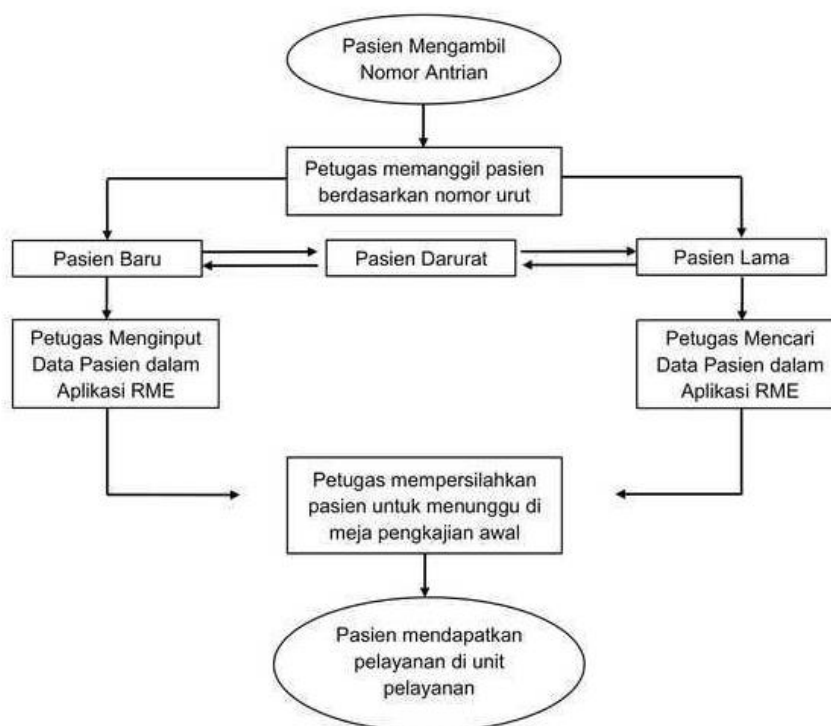 Pasien Mengambil
Nomor Antrian
Petugas memanggil pasien
berdasarkan nomor urut
Pasien Baru
Pasien Darurat
Pasien Lama
Petugas Menginput
Data Pasien dalam
Aplikasi RME
Petugas Mencari
Data Pasien dalam
Aplikasi RME
Petugas mempersilahkan
pasien untuk menunggu di
meja pengkajian awal
Pasien mendapatkan
pelayanan di unit
pelayanan